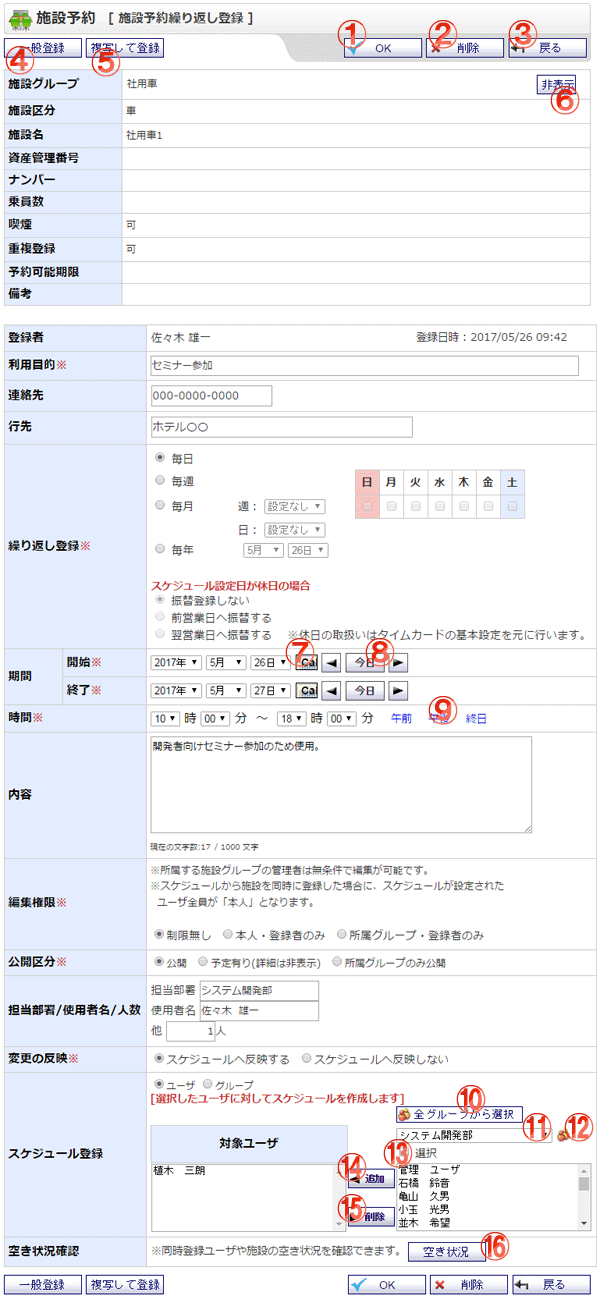 施設予約 [ 施設予約繰り返し登録 ]
① ② ③
OK 削除 戻る
④ ⑤
一般登録 複写して登録
施設グループ 社用車 非表示
⑥
施設区分 車
施設名 社用車1
資産管理番号
ナンバー
乗員数
喫煙 可
重複登録 可
予約可能期限
備考
登録者 佐々木 雄一 登録日時:2017/05/26 09:42
利用目的※ セミナー参加
連絡先 000-0000-0000
行先 ホテル〇〇
繰り返し登録※
毎日
毎週 日 月 火 水 木 金 土
毎月 週: 設定なし
日: 設定なし
毎年 5月 26日
スケジュール設定日が休日の場合
振替登録しない
前営業日へ振替する
翌営業日へ振替する ※休日の取扱いはタイムカードの基本設定を元に行います。
⑦ ⑧
期間 開始※ 2017年 5月 26日 Cal 今日
終了※ 2017年 5月 27日 Cal 今日
時間※ 10 時 00 分 ～ 18 時 00 分 午前 午後 終日
⑨
内容 開発者向けセミナー参加のため使用。
現在の文字数:17 / 1000 文字
編集権限※
※所属する施設グループの管理者は無条件で編集が可能です。
※スケジュールから施設を同時に登録した場合に、スケジュールが設定された
ユーザ全員が「本人」となります。
制限無し 本人・登録者のみ 所属グループ・登録者のみ
公開区分※ 公開 予定有り(詳細は非表示) 所属グループのみ公開
担当部署/使用者名/人数
担当部署 システム開発部
使用者名 佐々木 雄一
他 1人
変更の反映※ スケジュールへ反映する スケジュールへ反映しない
スケジュール登録
ユーザ グループ
[選択したユーザに対してスケジュールを作成します]
⑩
全グループから選択
⑪ ⑫
システム開発部
対象ユーザ
⑬ 選択
植木 三朗
⑭ 追加
⑮ 削除
管理 ユーザ
石橋 鈴音
亀山 久男
小玉 光男
並木 希望
空き状況確認 ※同時登録ユーザや施設の空き状況を確認できます。 空き状況
⑯
一般登録 複写して登録 OK 削除 戻る